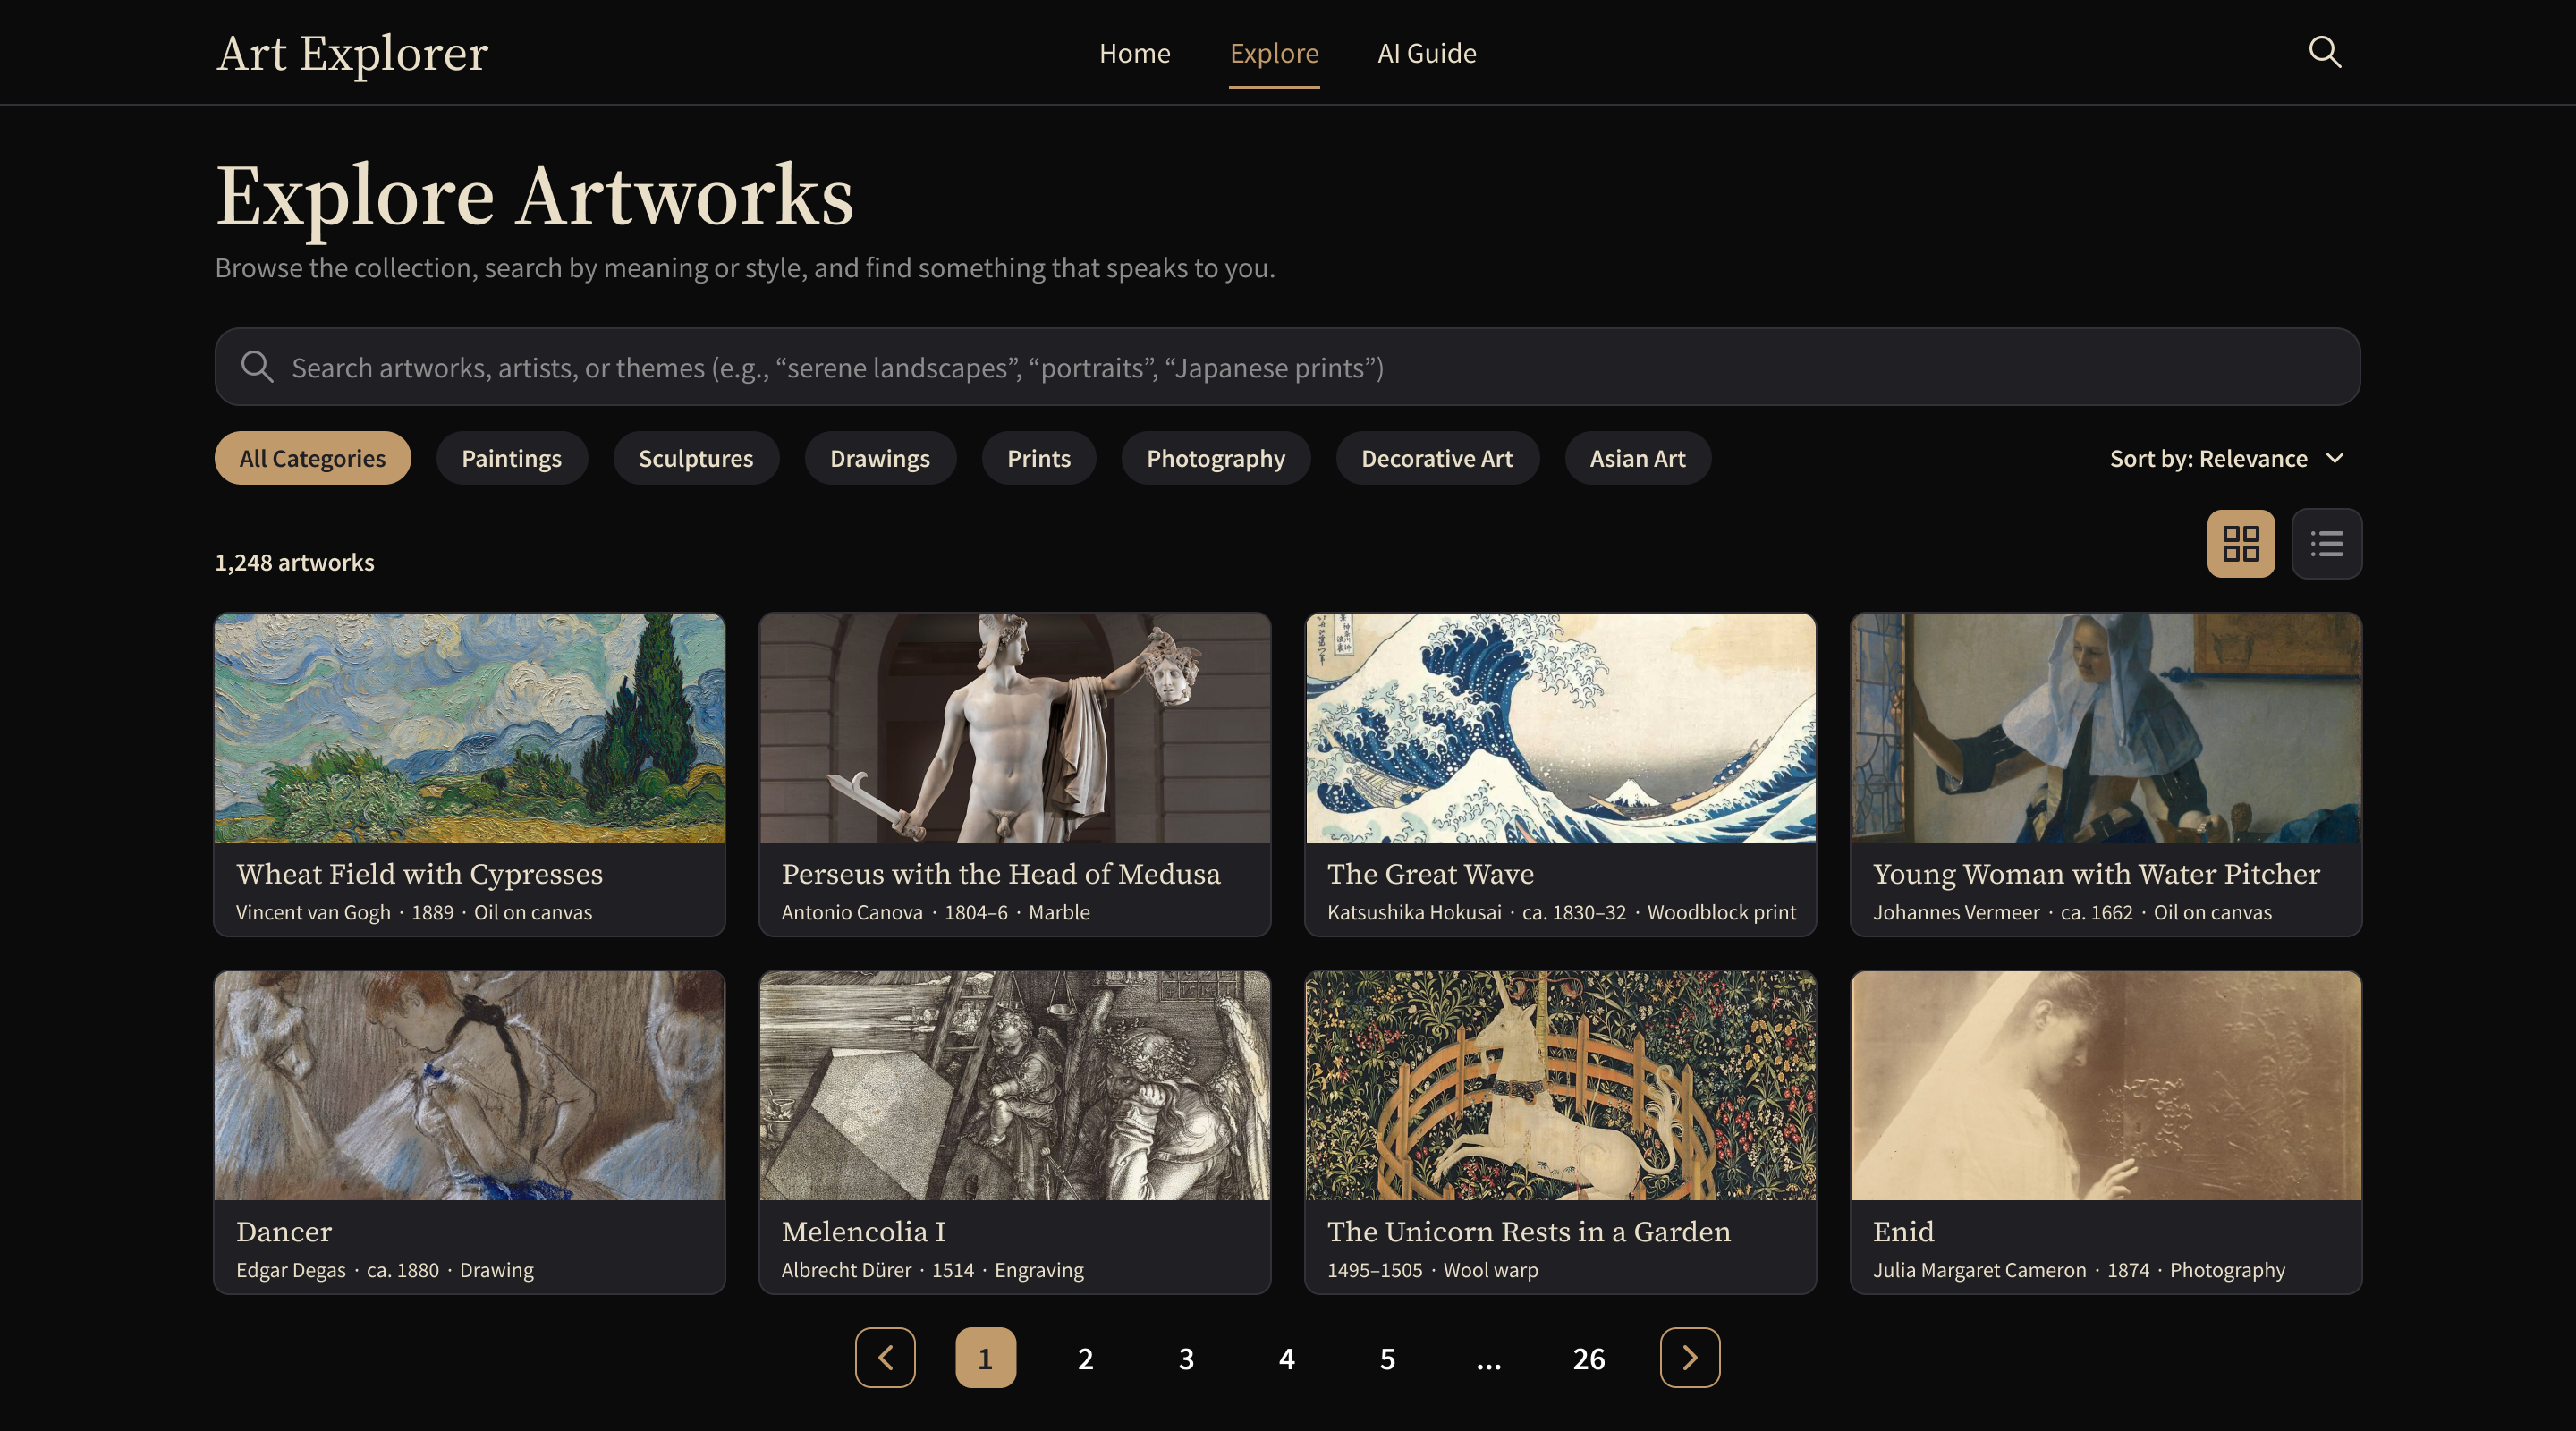 Art Explorer
Home Explore AI Guide
Explore Artworks
Browse the collection, search by meaning or style, and find something that speaks to you.
Search artworks, artists, or themes (e.g., “serene landscapes”, “portraits”, “Japanese prints”)
All Categories Paintings Sculptures Drawings Prints Photography Decorative Art Asian Art Sort by: Relevance
1,248 artworks
Wheat Field with Cypresses
Vincent van Gogh · 1889 · Oil on canvas
Perseus with the Head of Medusa
Antonio Canova · 1804–6 · Marble
The Great Wave
Katsushika Hokusai · ca. 1830–32 · Woodblock print
Young Woman with Water Pitcher
Johannes Vermeer · ca. 1662 · Oil on canvas
Dancer
Edgar Degas · ca. 1880 · Drawing
Melencolia I
Albrecht Dürer · 1514 · Engraving
The Unicorn Rests in a Garden
1495–1505 · Wool warp
Enid
Julia Margaret Cameron · 1874 · Photography
1 2 3 4 5 ... 26